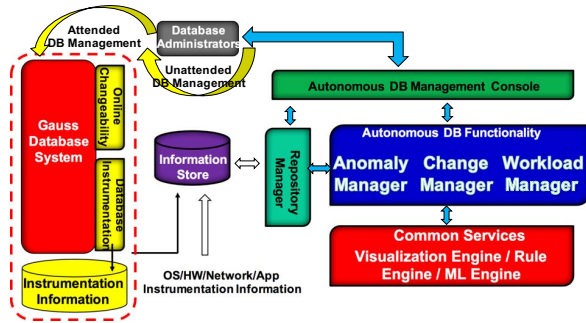 Attended
DB Management
Database
Administrators
Unattended
DB Management
Autonomous DB Management Console
Gauss
Database
System
Online
Changeability
Database
Instrumentation
Instrumentation
Information
Information
Store
Repository
Manager
Autonomous DB Functionality
Anomaly Change Workload
Manager Manager Manager
OS/HW/Network/App
Instrumentation Information
Common Services
Visualization Engine / Rule
Engine / ML Engine